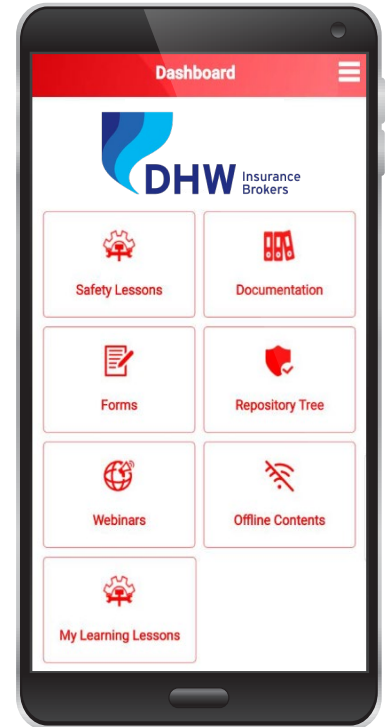 Dashboard
DHW Insurance
Brokers
Safety Lessons
Documentation
Forms
Repository Tree
Webinars
Offline Contents
My Learning Lessons